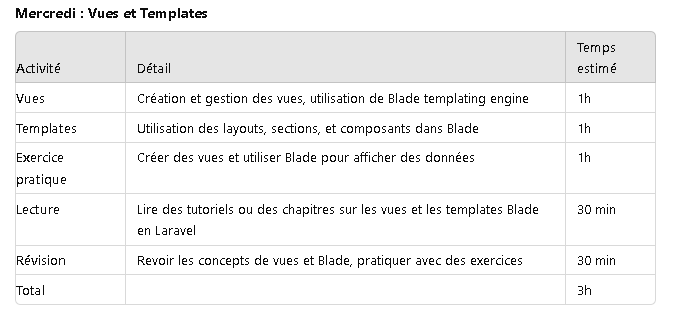 Mercredi : Vues et Templates
Temps
Activité Détail estimé
Vues Création et gestion des vues, utilisation de Blade templating engine 1h
Templates Utilisation des layouts, sections, et composants dans Blade 1h
Exercice Créer des vues et utiliser Blade pour afficher des données 1h
pratique
Lecture Lire des tutoriels ou des chapitres sur les vues et les templates Blade 30 min
en Laravel
Révision Revoir les concepts de vues et Blade, pratiquer avec des exercices 30 min
Total 3h